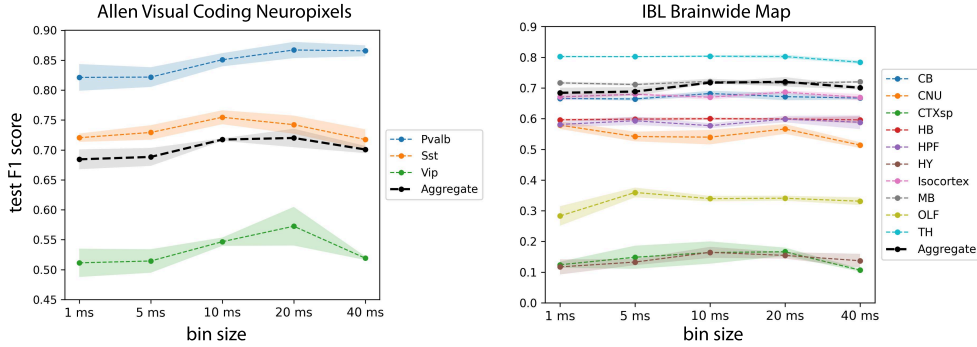 Allen Visual Coding Neuropixels
test F1 score
0.90
0.85
0.80
0.75
0.70
0.65
0.60
0.55
0.50
0.45
1 ms 5 ms 10 ms 20 ms 40 ms
bin size
Pvalb
Sst
Vip
Aggregate
IBL Brainwide Map
0.9
0.8
0.7
0.6
0.5
0.4
0.3
0.2
0.1
0.0
1 ms 5 ms 10 ms 20 ms 40 ms
bin size
CB
CNU
CTXsp
HB
HPF
HY
Isocortex
MB
OLF
TH
Aggregate